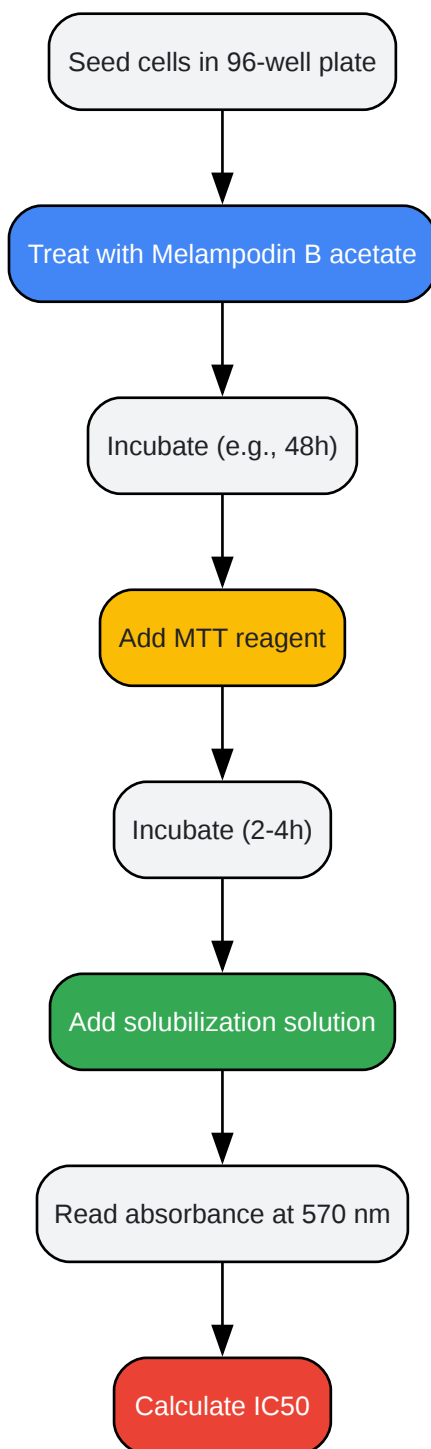 Seed cells in 96-well plate
Treat with Melampodin B acetate
Incubate (e.g., 48h)
Add MTT reagent
Incubate (2-4h)
Add solubilization solution
Read absorbance at 570 nm
Calculate IC50